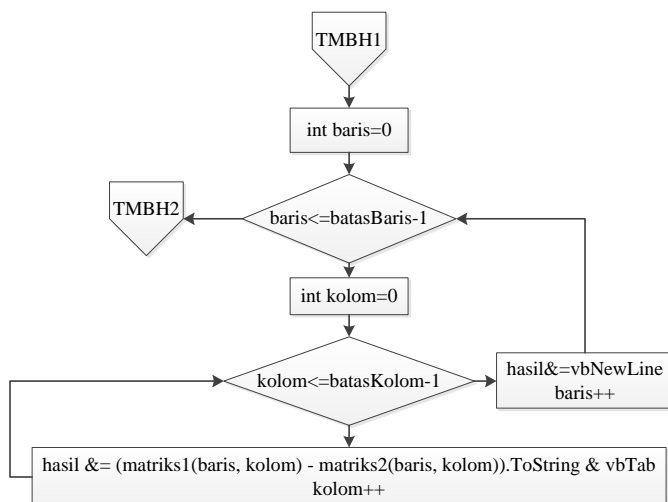 TMBH1
int baris=0
baris<=batasBaris-1
TMBH2
int kolom=0
kolom<=batasKolom-1
hasil&=vbNewLine
baris++
hasil &= (matriks1(baris, kolom) - matriks2(baris, kolom)).ToString & vbTab
kolom++